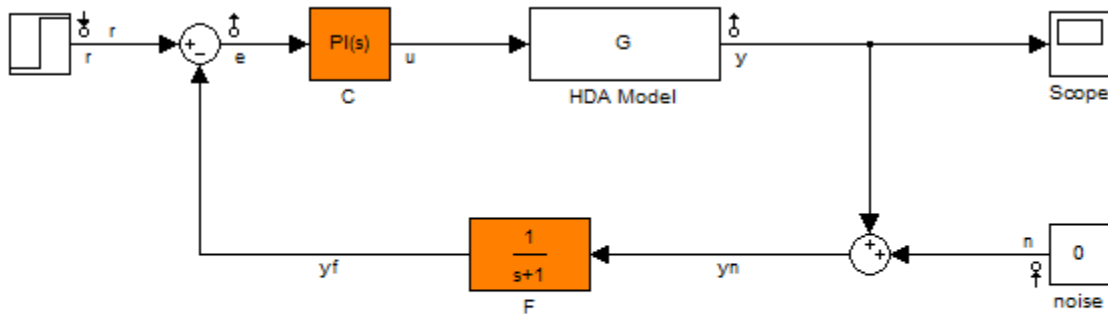 r
r
+
−
e
PI(s)
C
u
G
HDA Model
y
Scope
yf
1
s+1
F
yn
+
+
n
0
noise